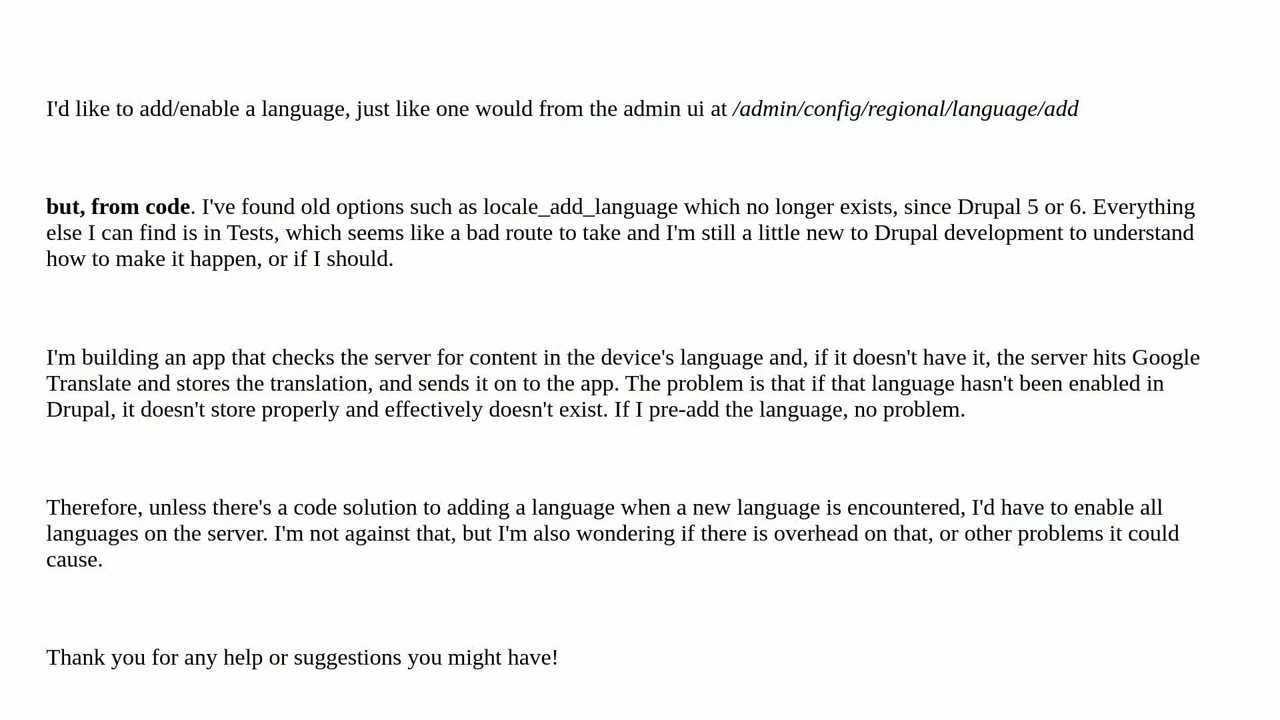 I'd like to add/enable a language, just like one would from the admin ui at /admin/config/regional/language/add
but, from code. I've found old options such as locale_add_language which no longer exists, since Drupal 5 or 6. Everything
else I can find is in Tests, which seems like a bad route to take and I'm still a little new to Drupal development to understand
how to make it happen, or if I should.
I'm building an app that checks the server for content in the device's language and, if it doesn't have it, the server hits Google
Translate and stores the translation, and sends it on to the app. The problem is that if that language hasn't been enabled in
Drupal, it doesn't store properly and effectively doesn't exist. If I pre-add the language, no problem.
Therefore, unless there's a code solution to adding a language when a new language is encountered, I'd have to enable all
languages on the server. I'm not against that, but I'm also wondering if there is overhead on that, or other problems it could
cause.
Thank you for any help or suggestions you might have!